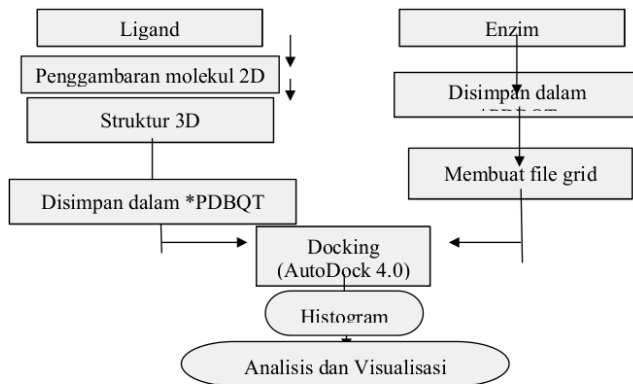 Ligand
Penggambaran molekul 2D
Struktur 3D
Disimpan dalam *PDBQT
Enzim
Disimpan dalam
Membuat file grid
Docking
(AutoDock 4.0)
Histogram
Analisis dan Visualisasi